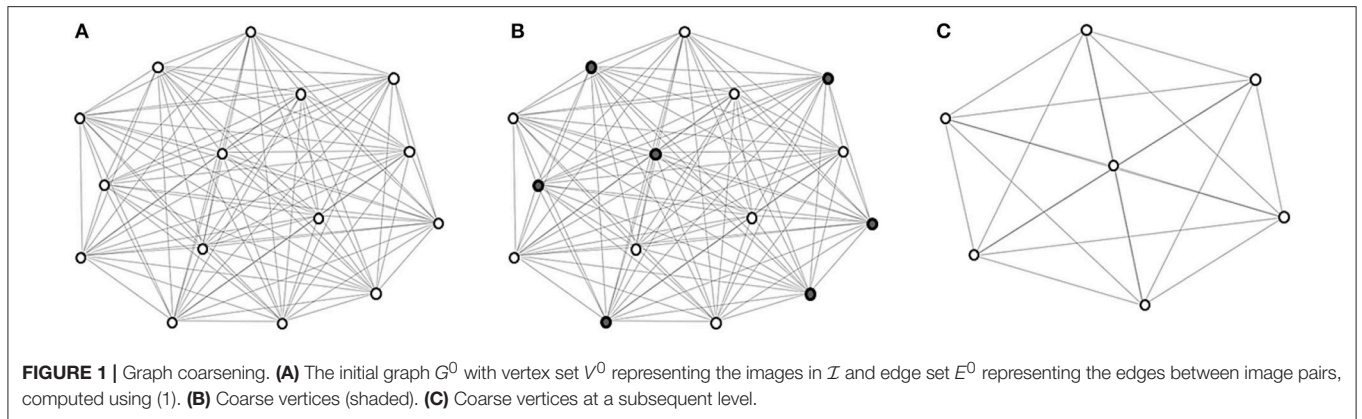 A
B
C
FIGURE 1 | Graph coarsening. (A) The initial graph G⁰ with vertex set V⁰ representing the images in ℐ and edge set E⁰ representing the edges between image pairs,
computed using (1). (B) Coarse vertices (shaded). (C) Coarse vertices at a subsequent level.